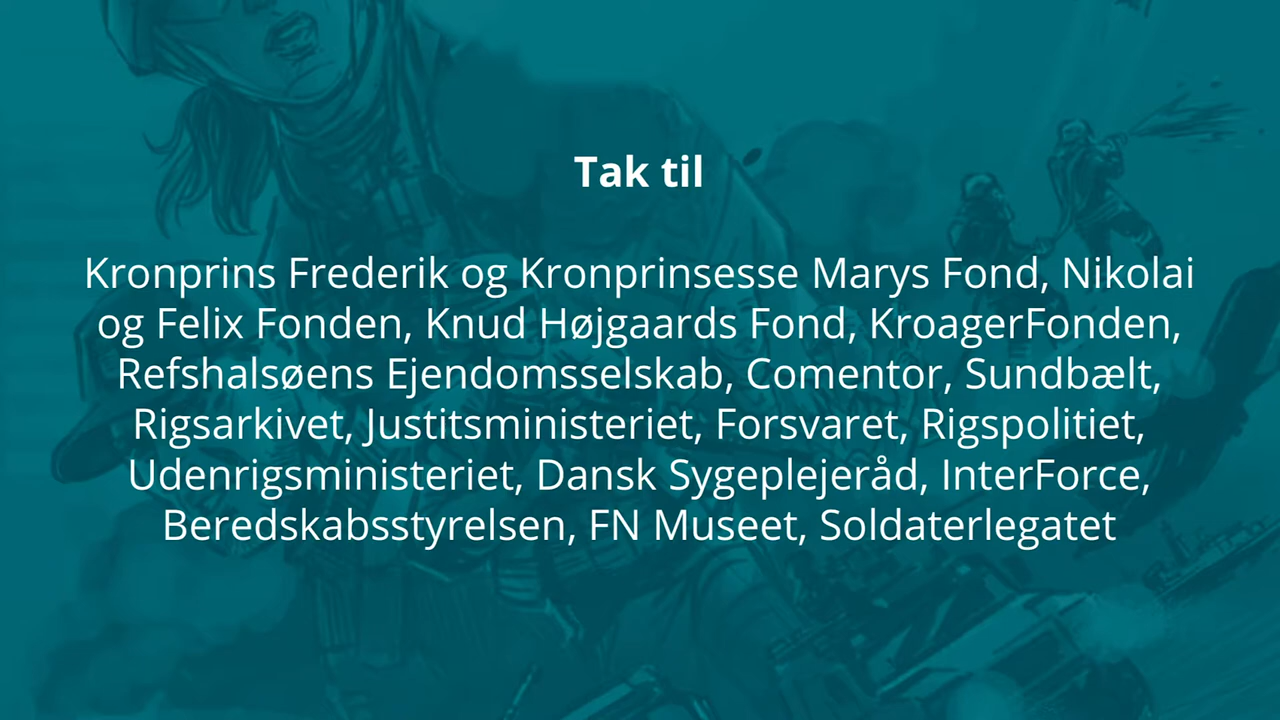 Tak til
Kronprins Frederik og Kronprinsesse Marys Fond, Nikolai
og Felix Fonden, Knud Højgaards Fond, KroagerFonden,
Refshalsøens Ejendomsselskab, Comentor, Sundbælt,
Rigsarkivet, Justitsministeriet, Forsvaret, Rigspolitiet,
Udenrigsministeriet, Dansk Sygeplejeråd, InterForce,
Beredskabsstyrelsen, FN Museet, Soldaterlegatet